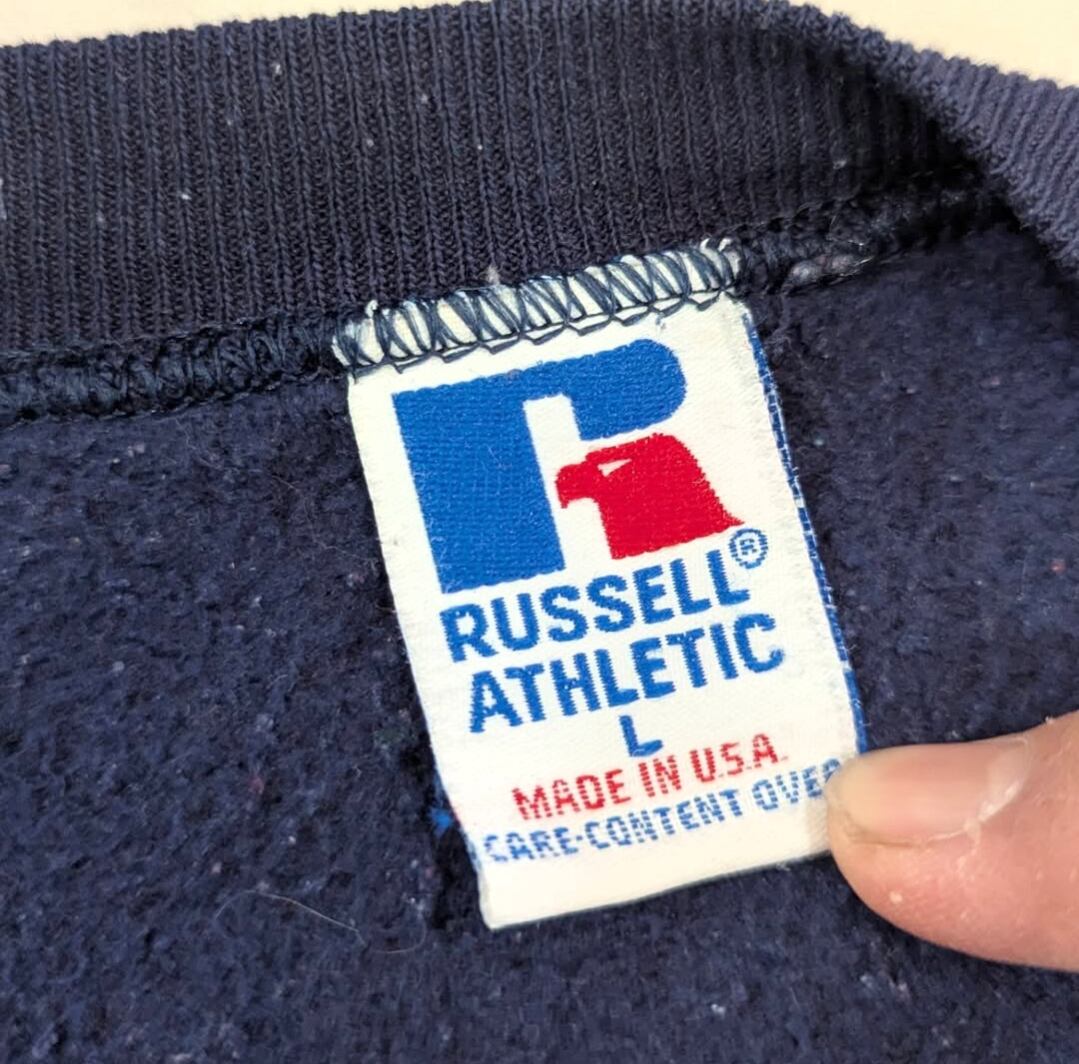 RUSSELL®
ATHLETIC
L
MADE IN U.S.A.
CARE-CONTENT OVER